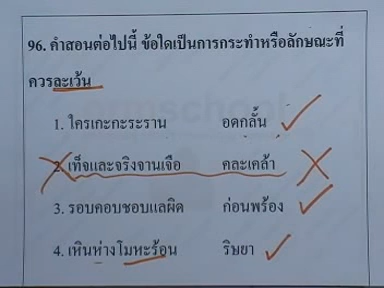 96. คำสอนต่อไปนี้ ข้อใดเป็นการกระทำหรือลักษณะที่
ควรละเว้น
1. ใครเกะกะระราน อดกลั้น
2. เท็จและจริงจานเจือ คละเคล้า
3. รอบคอบชอบแลผิด ก่อนพร้อง
4. เหินห่างโมหะร้อน ริษยา